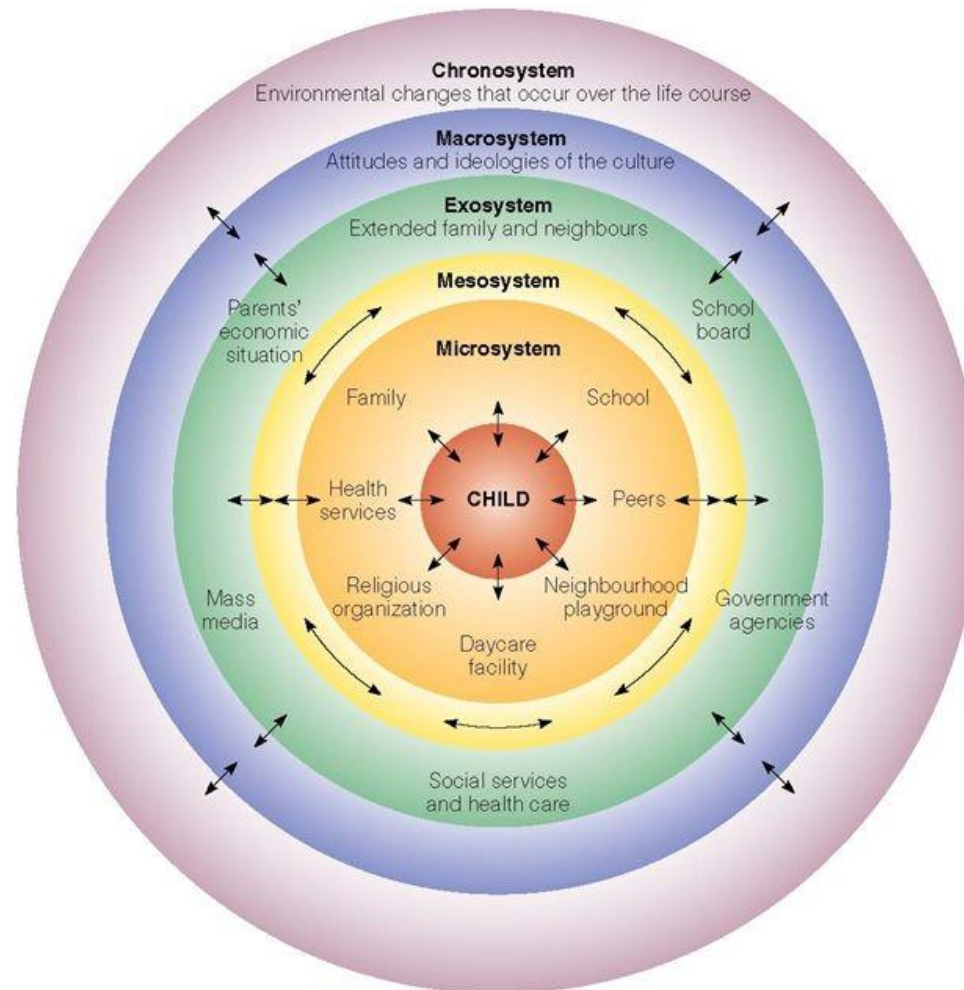 Chronosystem
Environmental changes that occur over the life course
Macrosystem
Attitudes and ideologies of the culture
Exosystem
Extended family and neighbours
Mesosystem
Parents'
economic
situation
School
board
Microsystem
Family
School
Health
services
CHILD
Peers
Religious
organization
Neighbourhood
playground
Mass
media
Government
agencies
Daycare
facility
Social services
and health care